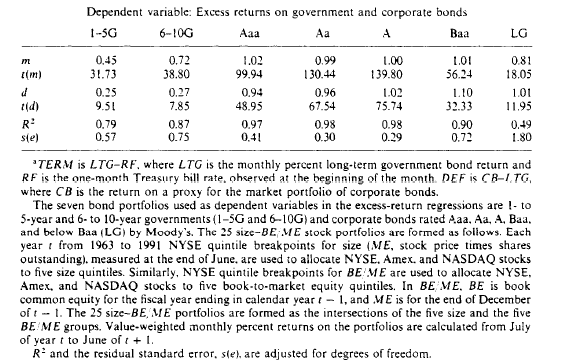 Dependent variable: Excess returns on government and corporate bonds
1-5G 6-10G Aaa Aa A Baa LG
m 0.45 0.72 1.02 0.99 1.00 1.01 0.81
t(m) 31.73 38.80 99.94 130.44 139.80 56.24 18.05
d 0.25 0.27 0.94 0.96 1.02 1.10 1.01
t(d) 9.51 7.85 48.95 67.54 75.74 32.33 11.95
R² 0.79 0.87 0.97 0.98 0.98 0.90 0.49
s(e) 0.57 0.75 0.41 0.30 0.29 0.72 1.80
ᵃTERM is LTG-RF, where LTG is the monthly percent long-term government bond return and
RF is the one-month Treasury bill rate, observed at the beginning of the month. DEF is CB-LTG,
where CB is the return on a proxy for the market portfolio of corporate bonds.
The seven bond portfolios used as dependent variables in the excess-return regressions are 1- to
5-year and 6- to 10-year governments (1-5G and 6-10G) and corporate bonds rated Aaa, Aa, A, Baa,
and below Baa (LG) by Moody's. The 25 size-BE/ME stock portfolios are formed as follows. Each
year t from 1963 to 1991 NYSE quintile breakpoints for size (ME, stock price times shares
outstanding), measured at the end of June, are used to allocate NYSE, Amex, and NASDAQ stocks
to five size quintiles. Similarly, NYSE quintile breakpoints for BE/ME are used to allocate NYSE,
Amex, and NASDAQ stocks to five book-to-market equity quintiles. In BE/ME, BE is book
common equity for the fiscal year ending in calendar year t - 1, and ME is for the end of December
of t - 1. The 25 size-BE/ME portfolios are formed as the intersections of the five size and the five
BE/ME groups. Value-weighted monthly percent returns on the portfolios are calculated from July
of year t to June of t + 1.
R² and the residual standard error, s(e), are adjusted for degrees of freedom.